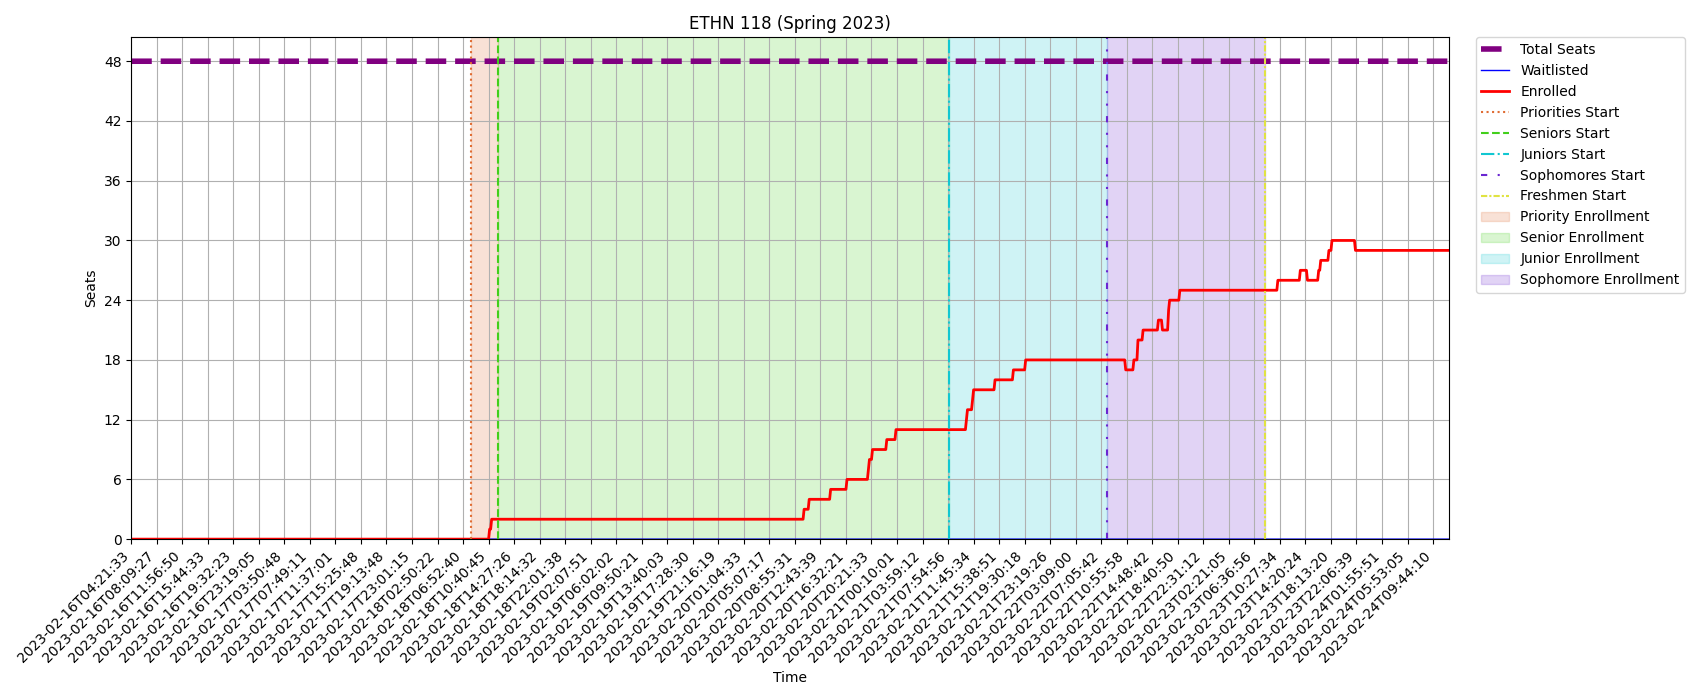 ETHN 118 (Spring 2023)
Total Seats
Waitlisted
Enrolled
Priorities Start
Seniors Start
Juniors Start
Sophomores Start
Freshmen Start
Priority Enrollment
Senior Enrollment
Junior Enrollment
Sophomore Enrollment
Seats
48
42
36
30
24
18
12
6
0
2023-02-16T04:21:33
2023-02-16T08:09:27
2023-02-16T11:56:50
2023-02-16T15:44:33
2023-02-16T19:32:23
2023-02-16T23:19:05
2023-02-17T03:50:48
2023-02-17T07:49:11
2023-02-17T11:37:01
2023-02-17T15:25:48
2023-02-17T19:13:48
2023-02-17T23:01:15
2023-02-18T02:50:22
2023-02-18T06:52:40
2023-02-18T10:40:45
2023-02-18T14:27:26
2023-02-18T18:14:32
2023-02-18T22:01:38
2023-02-19T02:07:51
2023-02-19T06:02:02
2023-02-19T09:50:21
2023-02-19T13:40:03
2023-02-19T17:28:30
2023-02-19T21:16:19
2023-02-20T01:04:33
2023-02-20T05:07:17
2023-02-20T08:55:31
2023-02-20T12:43:39
2023-02-20T16:32:21
2023-02-20T20:21:33
2023-02-21T00:10:01
2023-02-21T03:59:12
2023-02-21T07:54:56
2023-02-21T11:45:34
2023-02-21T15:38:51
2023-02-21T19:30:18
2023-02-21T23:19:26
2023-02-22T03:09:00
2023-02-22T07:05:42
2023-02-22T10:55:58
2023-02-22T14:48:42
2023-02-22T18:40:50
2023-02-22T22:31:12
2023-02-23T02:21:05
2023-02-23T06:36:56
2023-02-23T10:27:34
2023-02-23T14:20:24
2023-02-23T18:13:20
2023-02-23T22:06:39
2023-02-24T01:55:51
2023-02-24T05:53:05
2023-02-24T09:44:10
Time